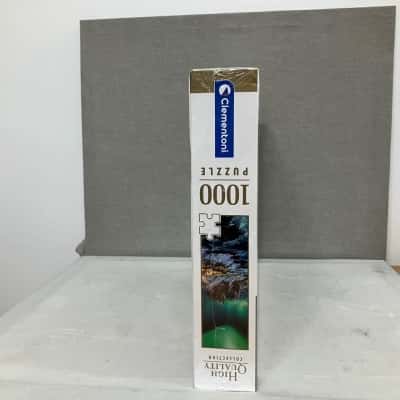 HIGH
QUALITY
COLLECTION
1000
PUZZLE
Clementoni